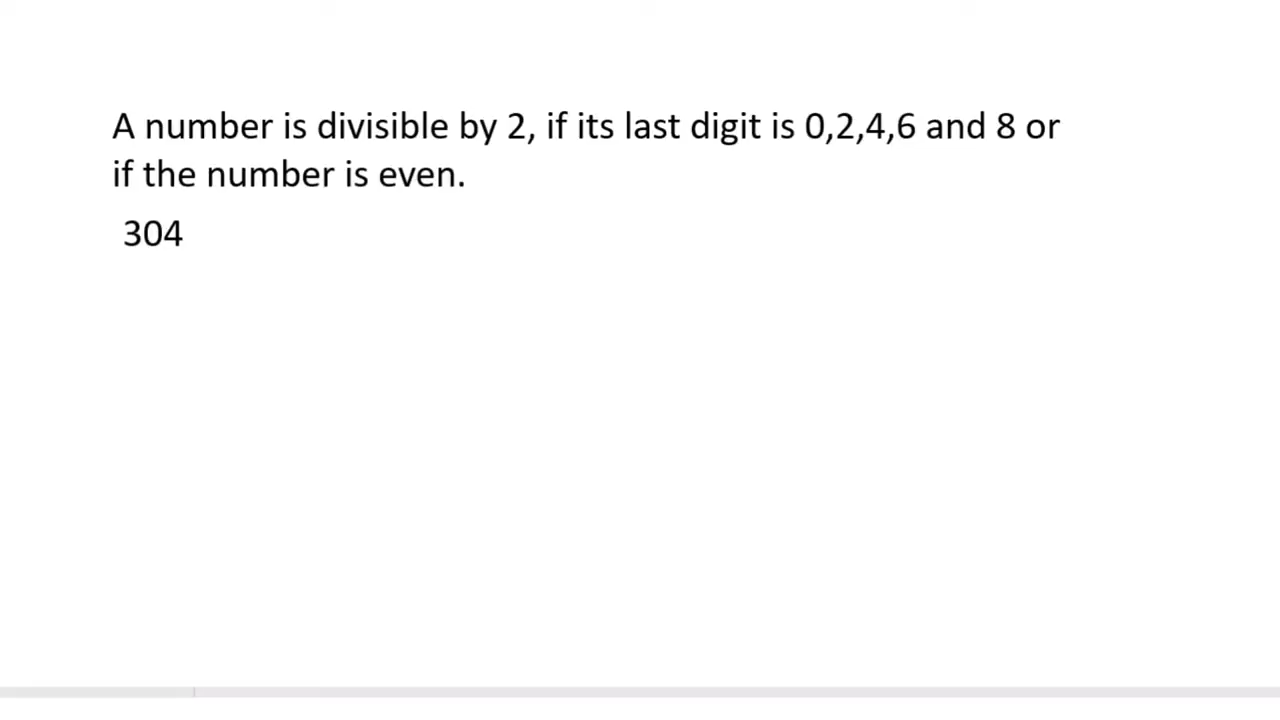 A number is divisible by 2, if its last digit is 0,2,4,6 and 8 or
if the number is even.
304